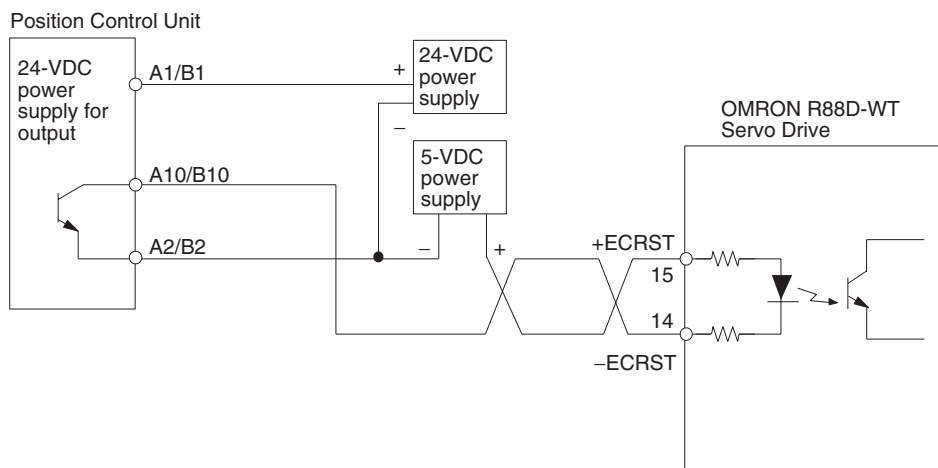 Position Control Unit
24-VDC
power
supply for
output
A1/B1
+
24-VDC
power
supply
−
5-VDC
power
supply
A10/B10
A2/B2
−
+
OMRON R88D-WT
Servo Drive
+ECRST
15
14
−ECRST